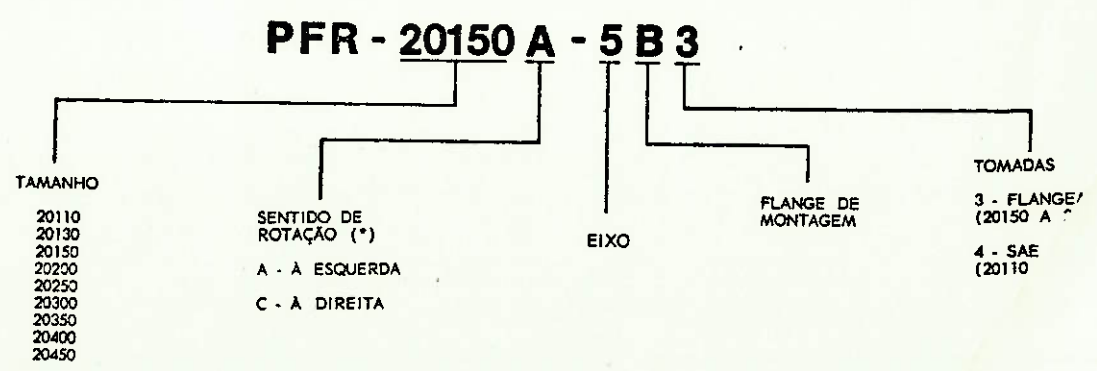 PFR - 20150 A - 5 B 3
TAMANHO
20110
20130
20150
20200
20250
20300
20350
20400
20450
SENTIDO DE
ROTAÇÃO (*)
A - À ESQUERDA
C - À DIREITA
EIXO
FLANGE DE
MONTAGEM
TOMADAS
3 - FLANGE
(20150 A
4 - SAE
(20110